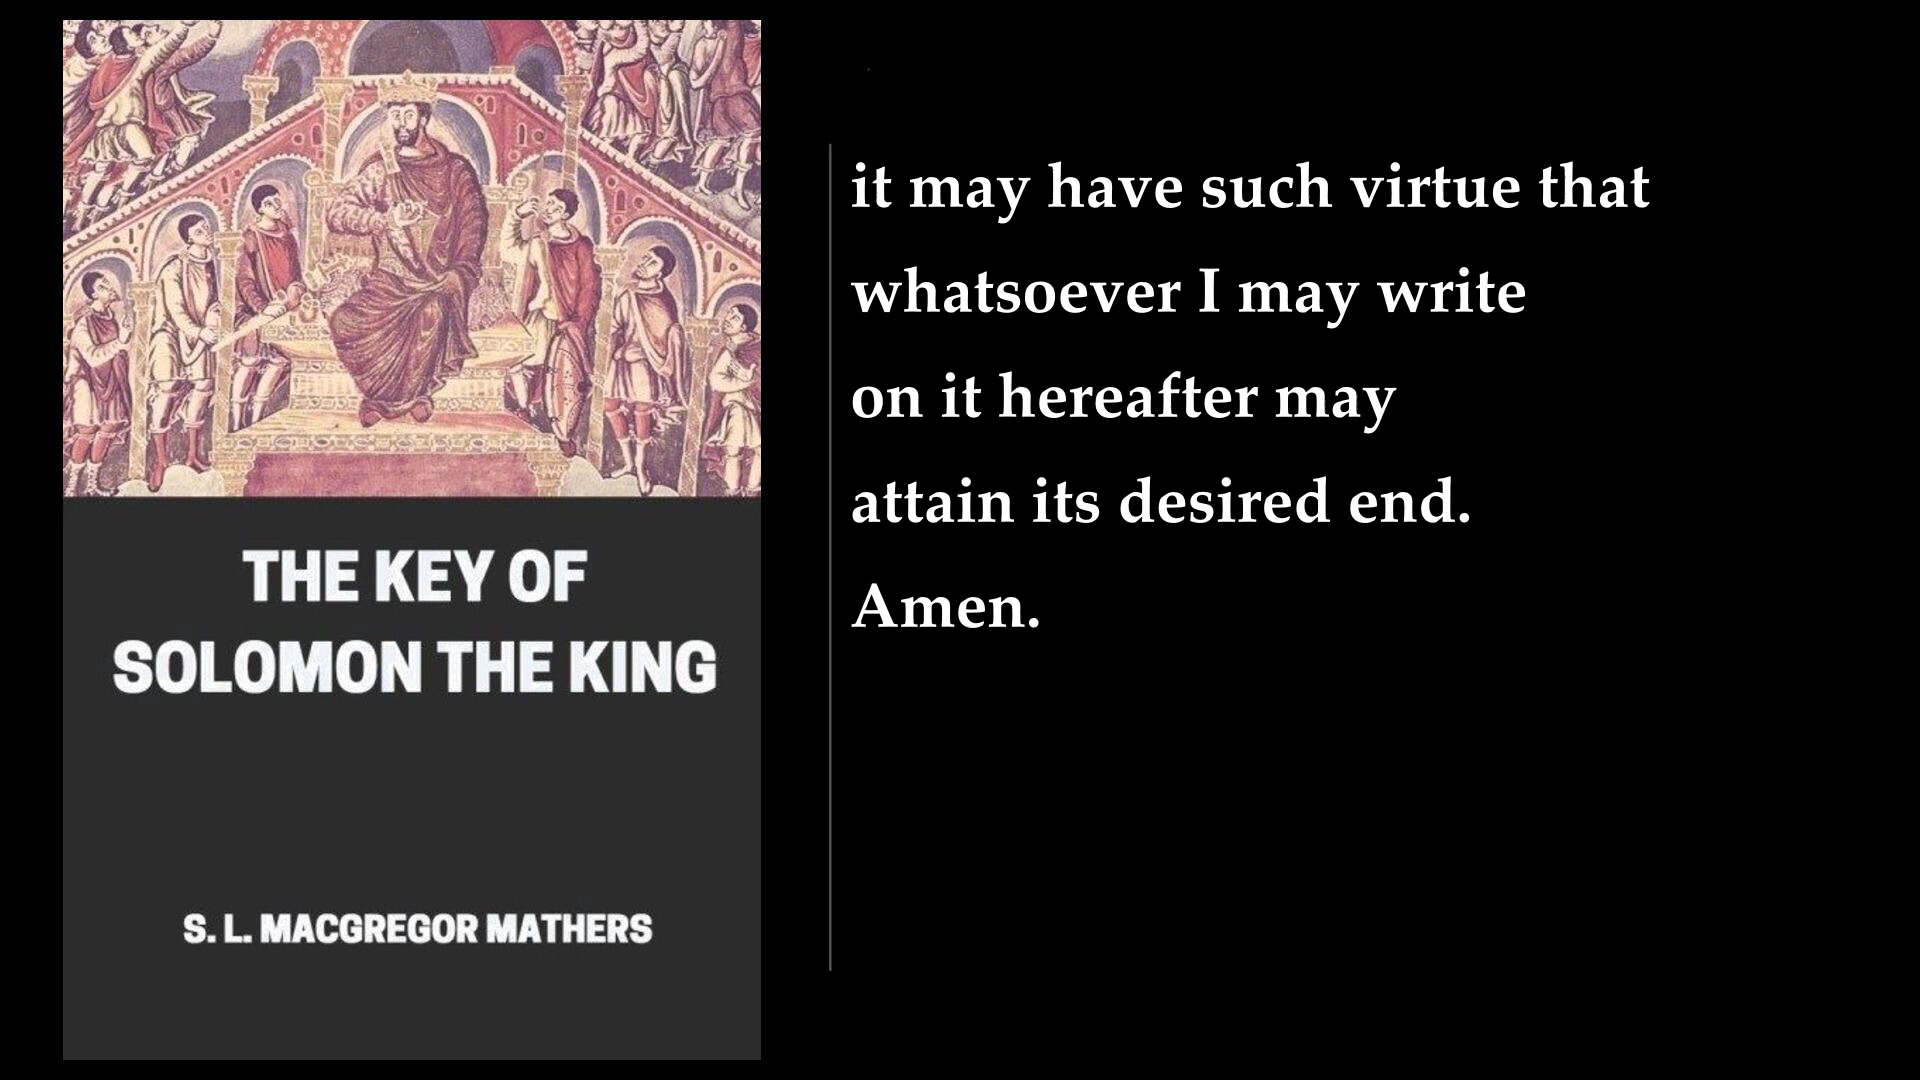 THE KEY OF
SOLOMON THE KING
S. L. MACGREGOR MATHERS
it may have such virtue that
whatsoever I may write
on it hereafter may
attain its desired end.
Amen.